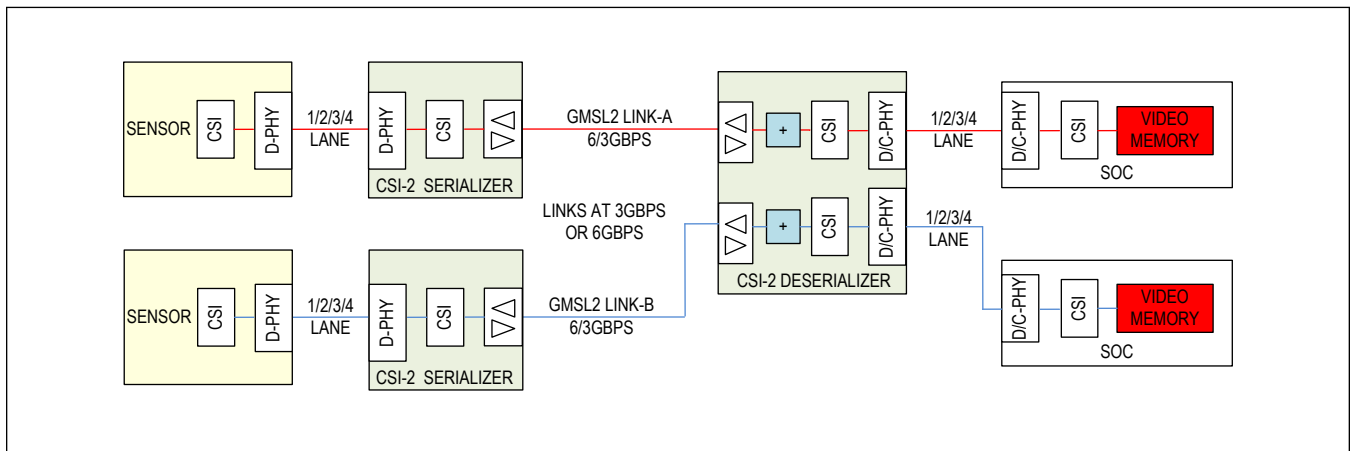 SENSOR
CSI
D-PHY
1/2/3/4
LANE
D-PHY
CSI
CSI-2 SERIALIZER
GMSL2 LINK-A
6/3GBPS
+
CSI
D/C-PHY
1/2/3/4
LANE
D/C-PHY
CSI
VIDEO
MEMORY
SOC
LINKS AT 3GBPS
OR 6GBPS
SENSOR
CSI
D-PHY
1/2/3/4
LANE
D-PHY
CSI
CSI-2 SERIALIZER
GMSL2 LINK-B
6/3GBPS
+
CSI
D/C-PHY
CSI-2 DESERIALIZER
1/2/3/4
LANE
D/C-PHY
CSI
VIDEO
MEMORY
SOC